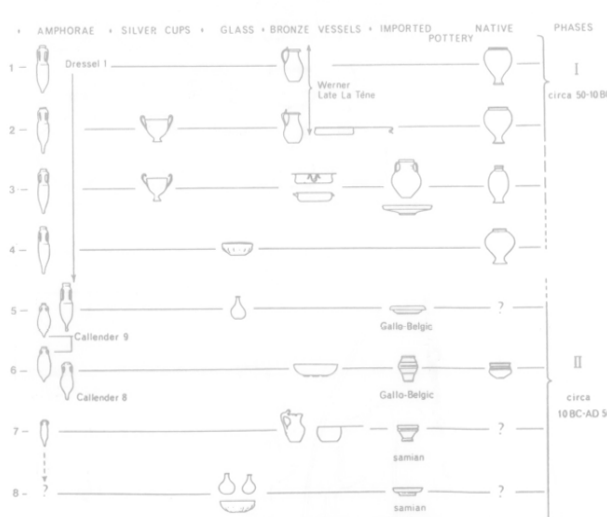 AMPHORAE + SILVER CUPS + GLASS + BRONZE VESSELS + IMPORTED POTTERY NATIVE PHASES
1 – Dressel 1
Werner
Late La Téne
I
circa 50-10
2 –
3 –
4 –
5 – Gallo-Belgic ?
Callender 9
6 – Gallo-Belgic
Callender 8
II
circa
10 BC-AD 5
7 – samian ?
8 – ? samian ?